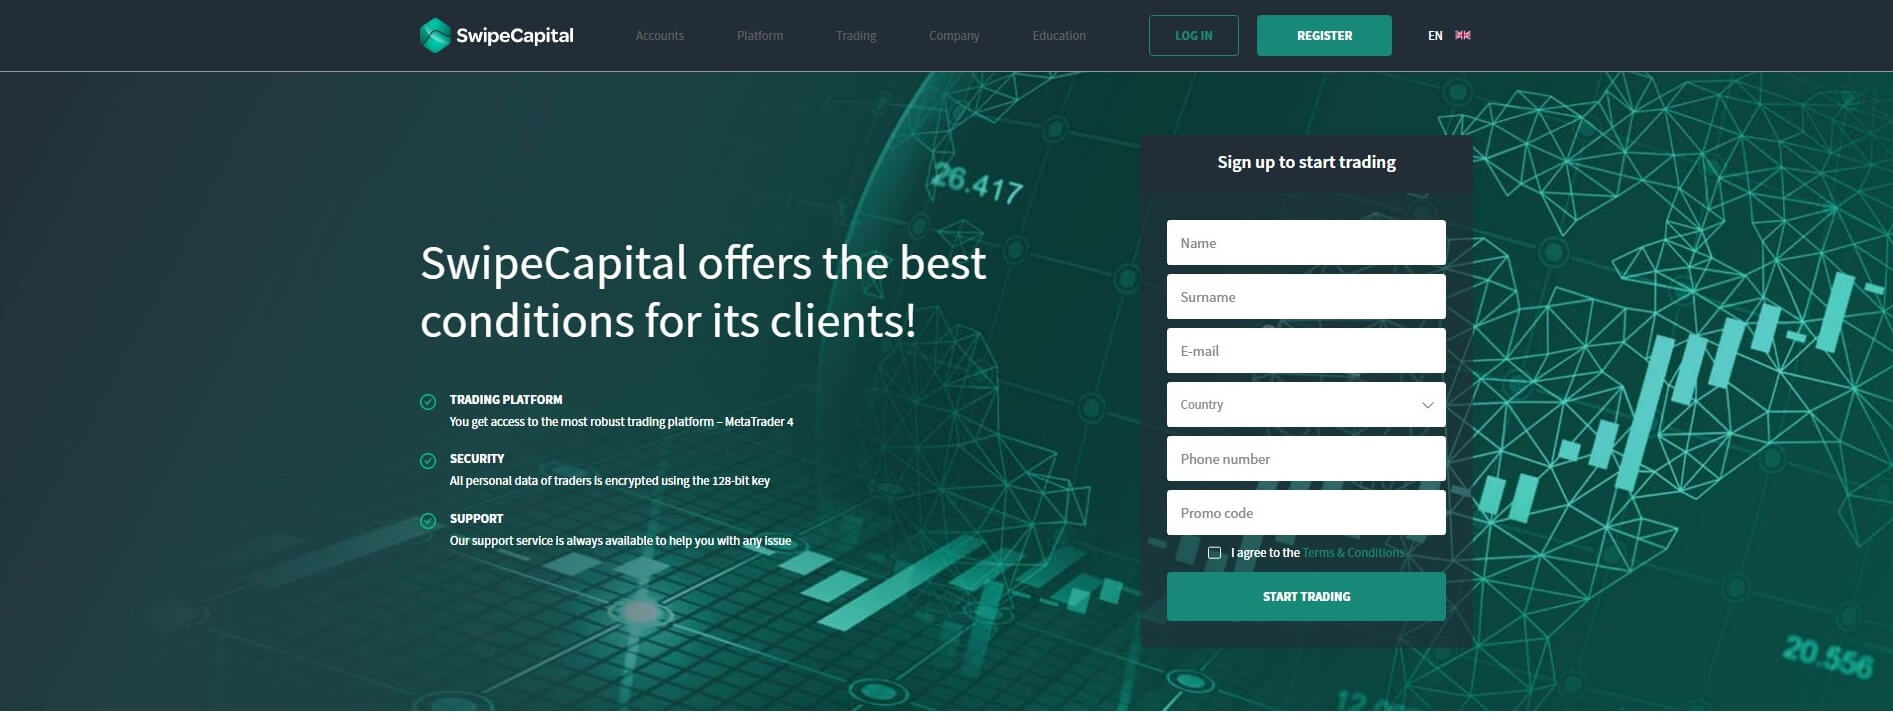 SwipeCapital
Accounts
Platform
Trading
Company
Education
LOG IN
REGISTER
EN
26.417
Sign up to start trading
SwipeCapital offers the best
conditions for its clients!
TRADING PLATFORM
You get access to the most robust trading platform – MetaTrader 4
SECURITY
All personal data of traders is encrypted using the 128-bit key
SUPPORT
Our support service is always available to help you with any issue
Name
Surname
E-mail
Country
Phone number
Promo code
I agree to the Terms & Conditions
START TRADING
20.556